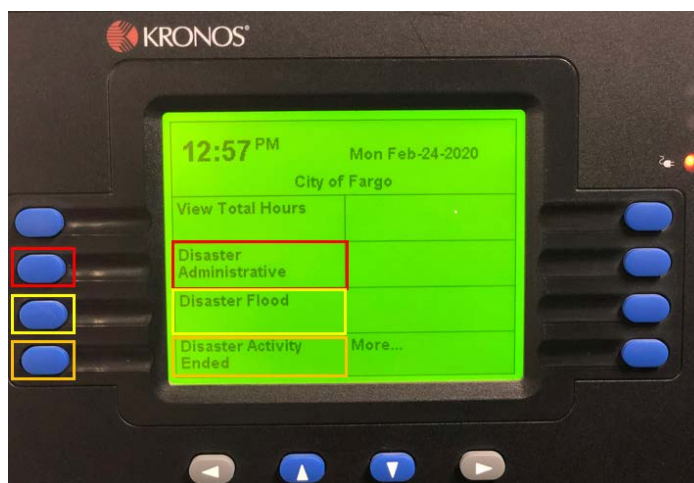 KRONOS®
12:57 PM
Mon Feb-24-2020
City of Fargo
View Total Hours
Disaster
Administrative
Disaster Flood
Disaster Activity
Ended
More...